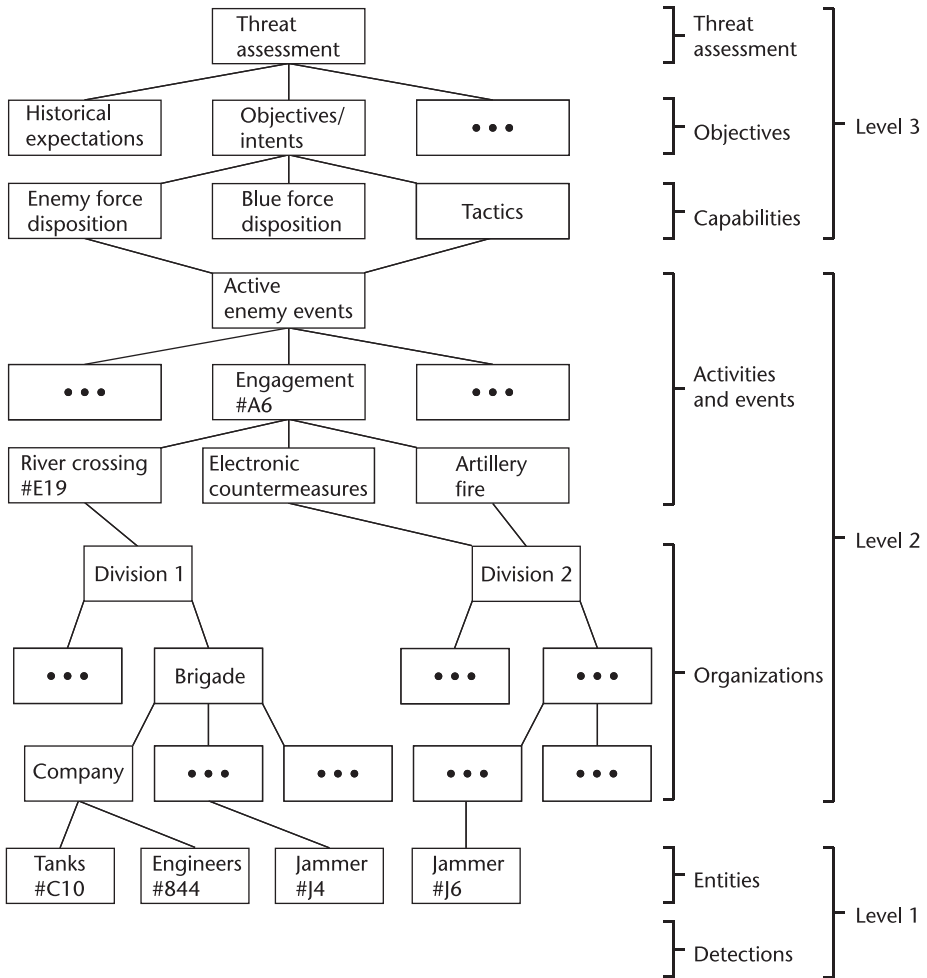 Threat
assessment
Threat
assessment
Historical
expectations
Objectives/
intents
• • •
Objectives
Level 3
Enemy force
disposition
Blue force
disposition
Tactics
Capabilities
Active
enemy events
• • •
Engagement
#A6
• • •
Activities
and events
River crossing
#E19
Electronic
countermeasures
Artillery
fire
Level 2
Division 1
Division 2
• • •
Brigade
• • •
• • •
Organizations
Company
• • •
• • •
• • •
• • •
Tanks
#C10
Engineers
#844
Jammer
#J4
Jammer
#J6
Entities
Level 1
Detections